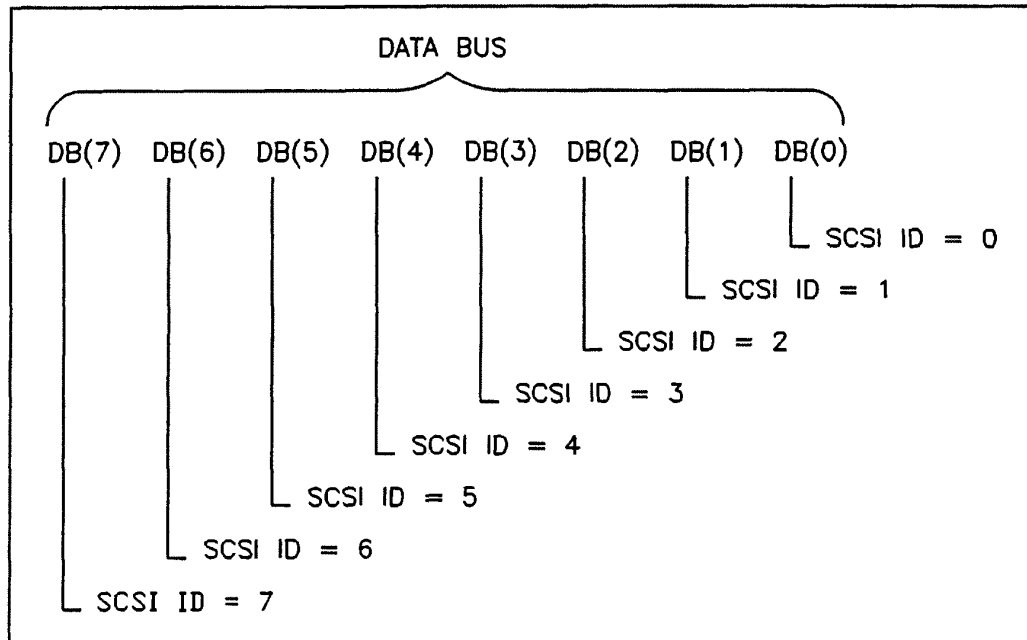 DATA BUS
DB(7) DB(6) DB(5) DB(4) DB(3) DB(2) DB(1) DB(0)
SCSI ID = 0
SCSI ID = 1
SCSI ID = 2
SCSI ID = 3
SCSI ID = 4
SCSI ID = 5
SCSI ID = 6
SCSI ID = 7